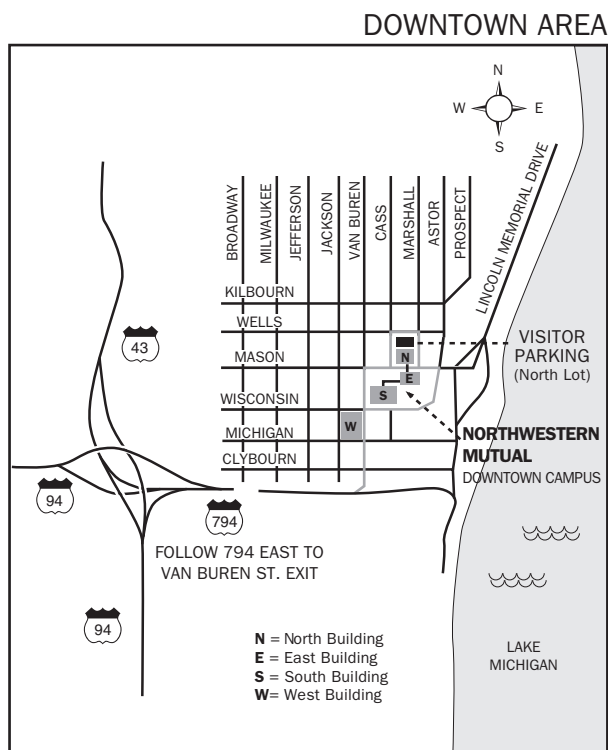 DOWNTOWN AREA
N
W E
S
BROADWAY
MILWAUKEE
JEFFERSON
JACKSON
VAN BUREN
CASS
MARSHALL
ASTOR
PROSPECT
LINCOLN MEMORIAL DRIVE
KILBOURN
WELLS
MASON
WISCONSIN
MICHIGAN
CLYBOURN
43
N
E
S
W
VISITOR
PARKING
(North Lot)
NORTHWESTERN
MUTUAL
DOWNTOWN CAMPUS
94
794
FOLLOW 794 EAST TO
VAN BUREN ST. EXIT
94
N = North Building
E = East Building
S = South Building
W= West Building
LAKE
MICHIGAN